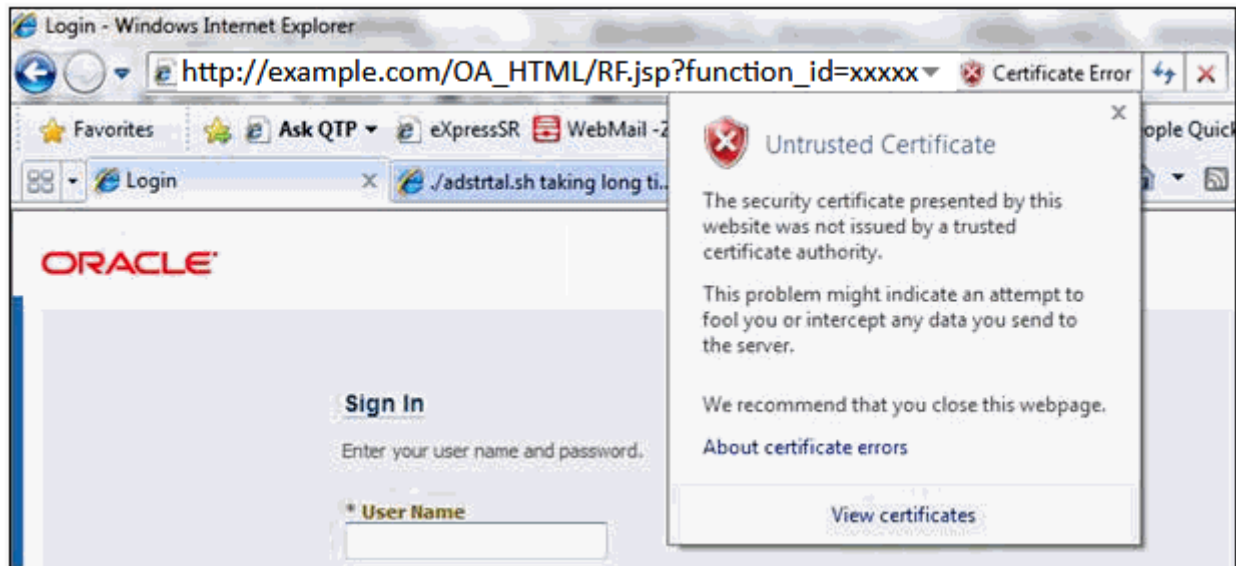 Login - Windows Internet Explorer
http://example.com/OA_HTML/RF.jsp?function_id=xxxxx
Certificate Error
Favorites
Ask QTP
eXpressSR
WebMail -Z
ople Quick
Login
./adstrtal.sh taking long ti...
Untrusted Certificate
The security certificate presented by this
website was not issued by a trusted
certificate authority.
This problem might indicate an attempt to
fool you or intercept any data you send to
the server.
We recommend that you close this webpage.
About certificate errors
View certificates
ORACLE
Sign In
Enter your user name and password.
* User Name